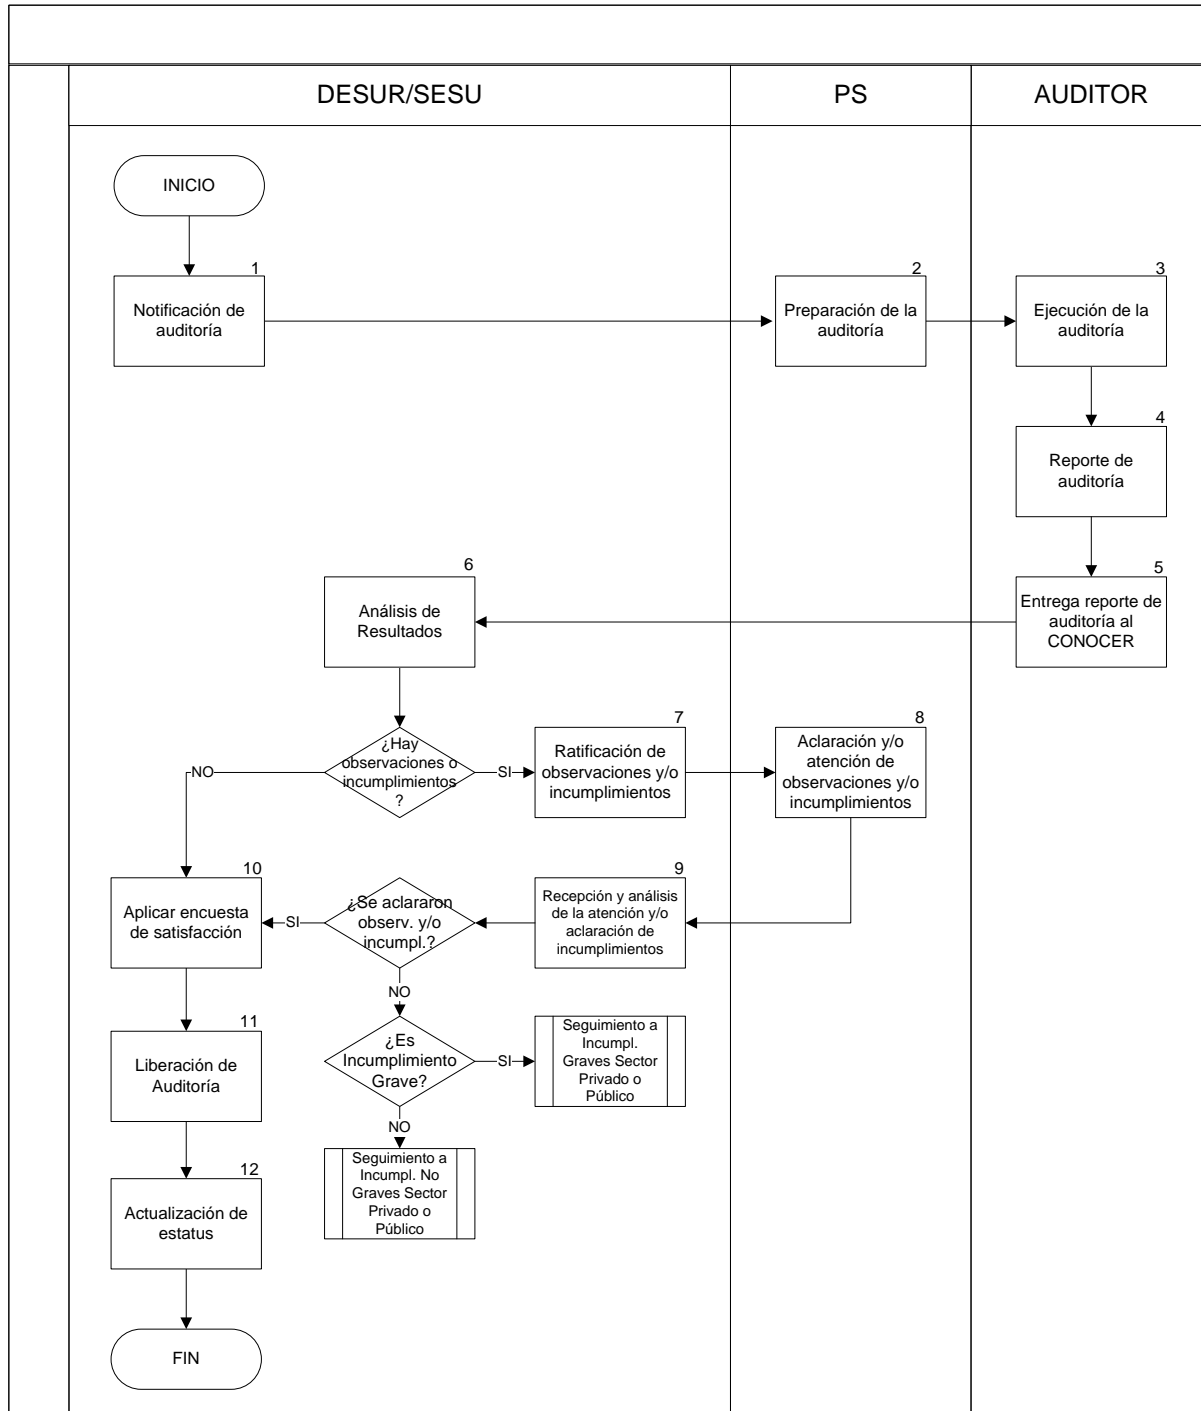 DESUR/SESU
PS
AUDITOR
INICIO
1
Notificación de
auditoría
2
Preparación de la
auditoría
3
Ejecución de la
auditoría
4
Reporte de
auditoría
5
Entrega reporte de
auditoría al
CONOCER
6
Análisis de
Resultados
¿Hay
observaciones o
incumplimientos
?
NO
SI
7
Ratificación de
observaciones y/o
incumplimientos
8
Aclaración y/o
atención de
observaciones y/o
incumplimientos
9
Recepción y análisis
de la atención y/o
aclaración de
incumplimientos
¿Se aclararon
observ. y/o
incumpl.?
SI
NO
10
Aplicar encuesta
de satisfacción
¿Es
Incumplimiento
Grave?
SI
NO
Seguimiento a
Incumpl.
Graves Sector
Privado o
Público
11
Liberación de
Auditoría
Seguimiento a
Incumpl. No
Graves Sector
Privado o
Público
12
Actualización de
estatus
FIN